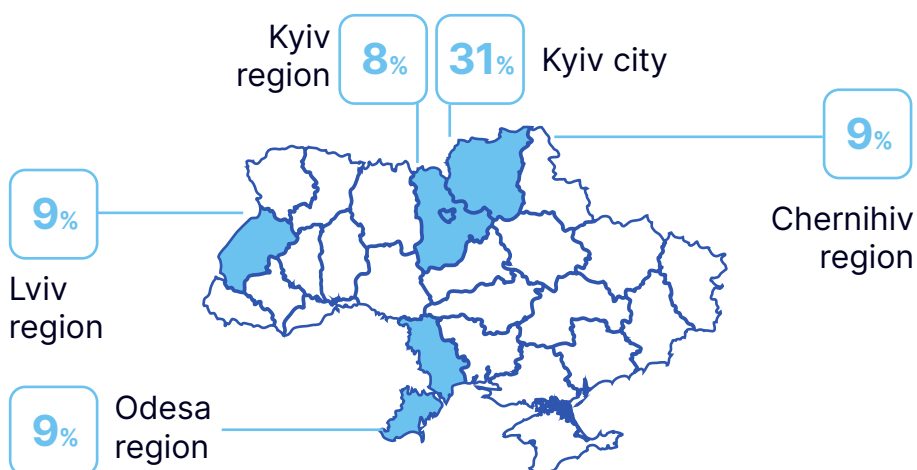 Kyiv
region
8%
31%
Kyiv city
9%
Chernihiv
region
9%
Lviv
region
9%
Odesa
region